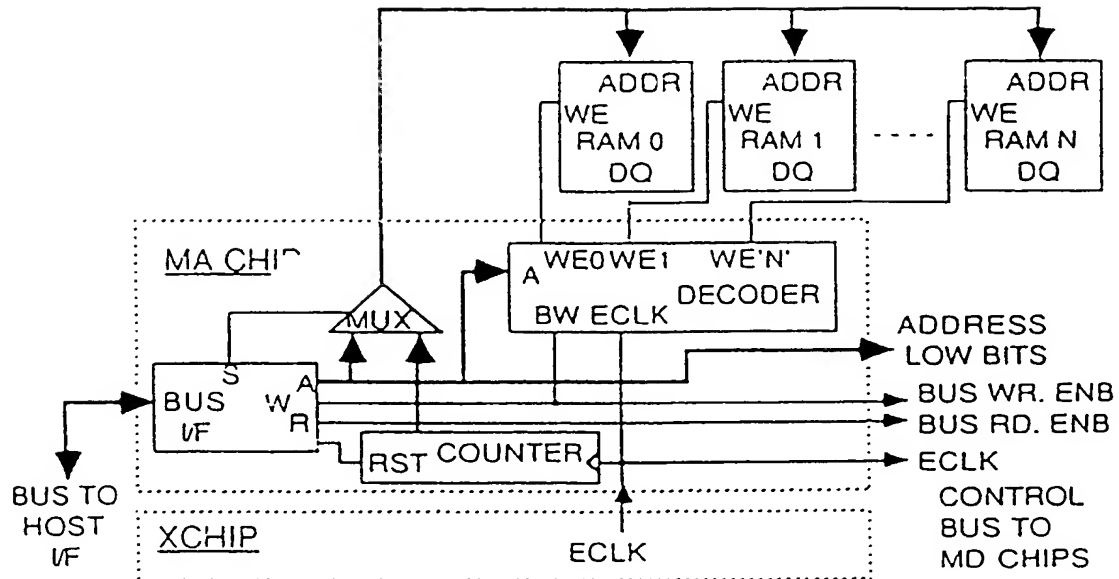 ADDR
WE
RAM 0
DQ
ADDR
WE
RAM 1
DQ
ADDR
WE
RAM N
DQ
MA CHIP
WE0 WE1 WE'N'
A
DECODER
BW ECLK
MUX
S
A
BUS W
I/F R
RST COUNTER
BUS TO
HOST
I/F
ADDRESS
LOW BITS
BUS WR. ENB
BUS RD. ENB
ECLK
CONTROL
BUS TO
MD CHIPS
XCHIP
ECLK